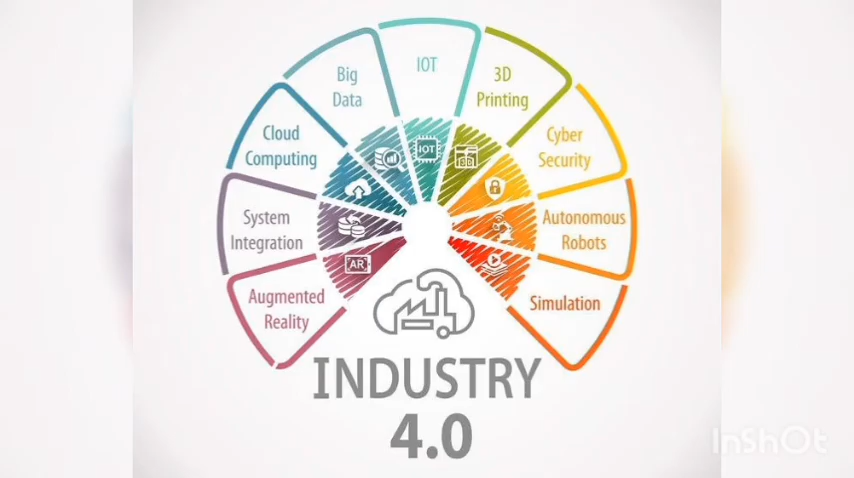 IOT
Big
Data
3D
Printing
Cloud
Computing
Cyber
Security
System
Integration
Autonomous
Robots
Augmented
Reality
Simulation
IOT
3D
AR
INDUSTRY
4.0
InShOt